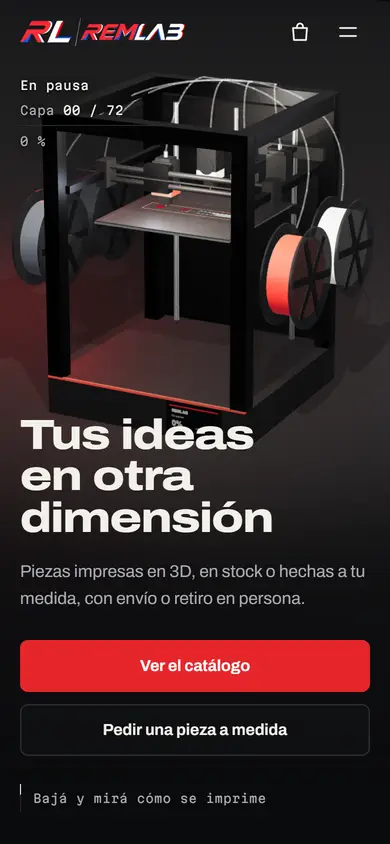 RL REMLAB
En pausa
Capa 00 / 72
0 %
REMLAB
0%
Tus ideas
en otra
dimensión
Piezas impresas en 3D, en stock o hechas a tu
medida, con envío o retiro en persona.
Ver el catálogo
Pedir una pieza a medida
Bajá y mirá cómo se imprime